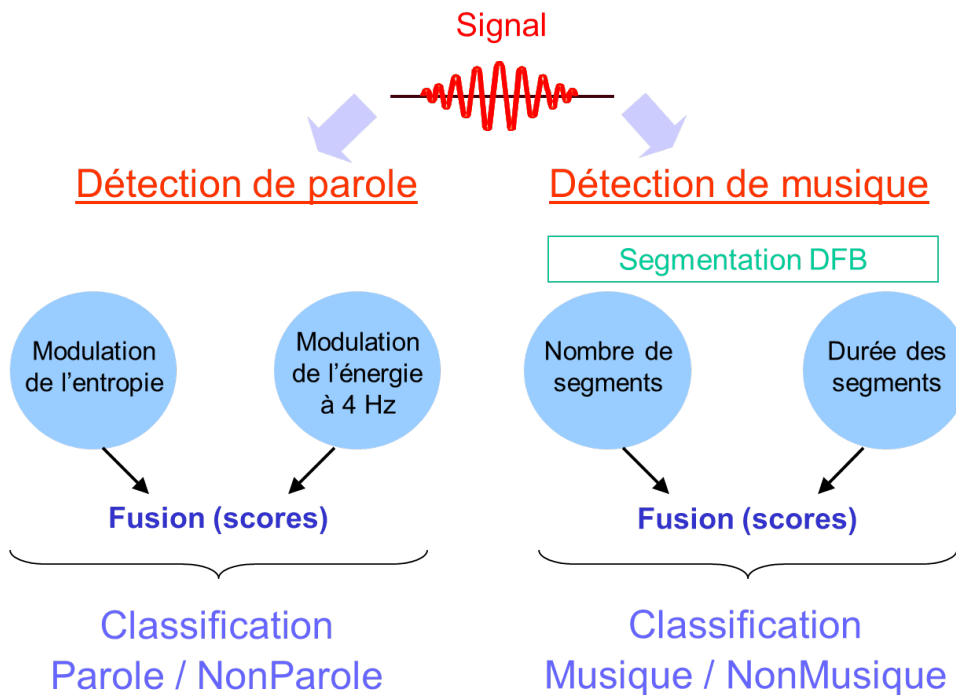 Signal
Détection de parole
Détection de musique
Segmentation DFB
Modulation
de l’entropie
Modulation
de l’énergie
à 4 Hz
Nombre de
segments
Durée des
segments
Fusion (scores)
Fusion (scores)
Classification
Parole / NonParole
Classification
Musique / NonMusique